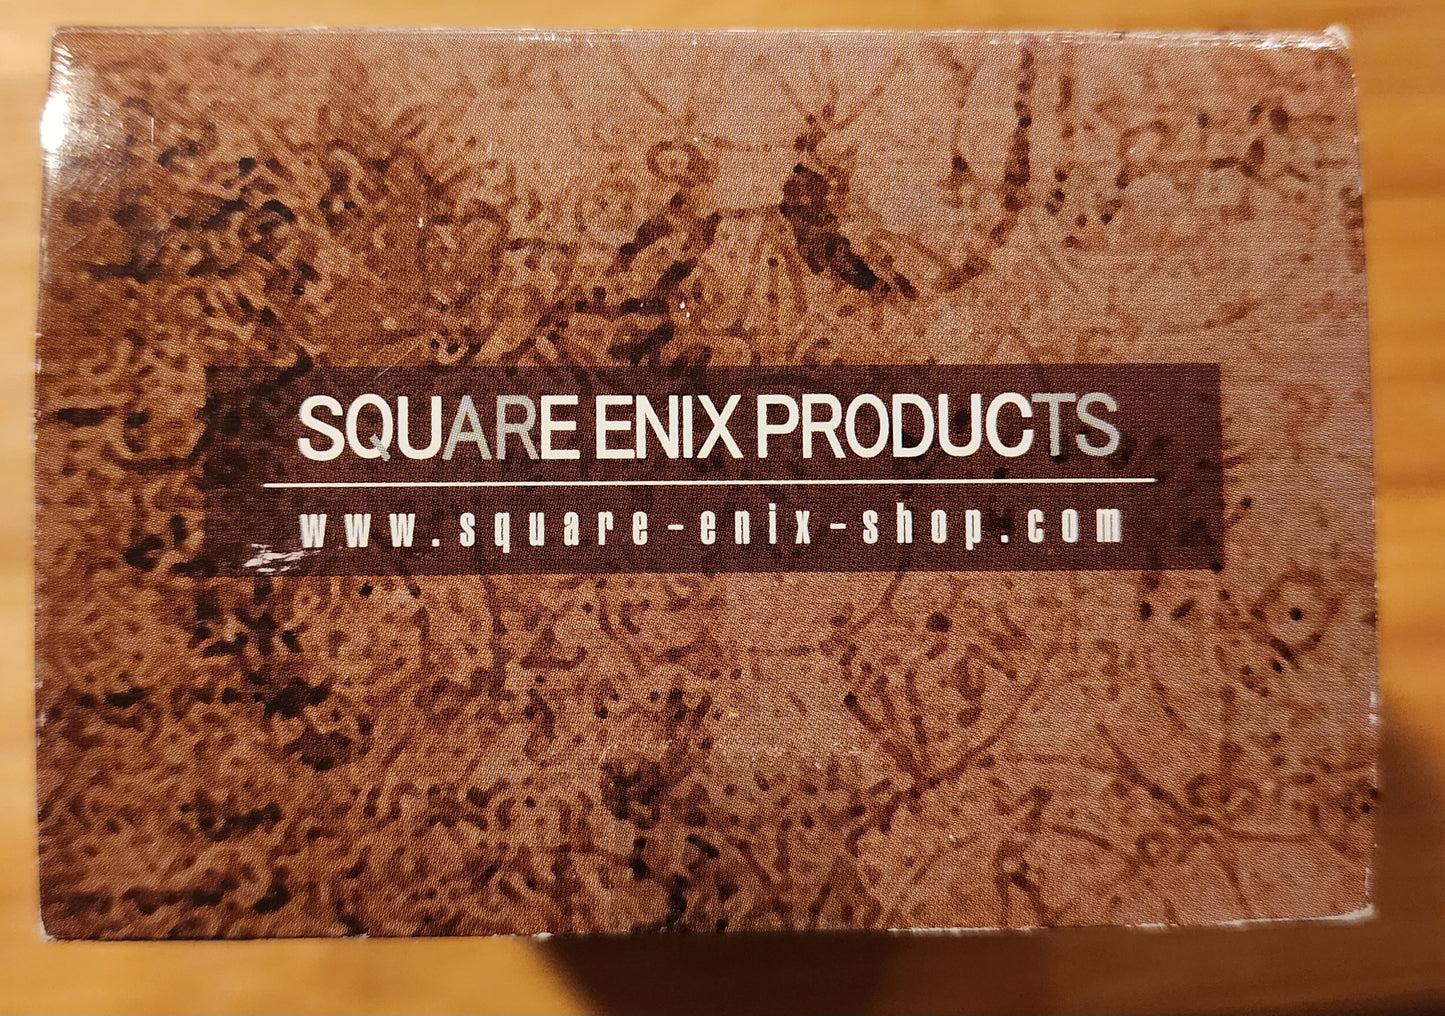 SQUARE ENIX PRODUCTS
www.square-enix-shop.com